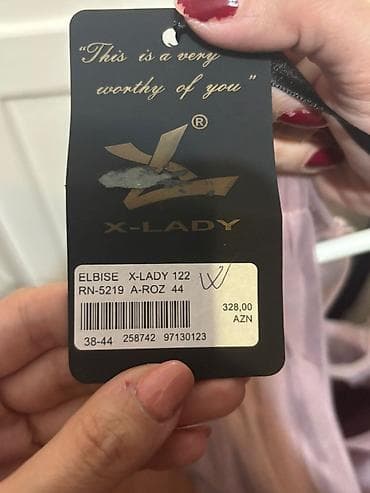 "This is a very
worthy of you"
®
X-LADY
ELBISE X-LADY 122
RN-5219 A-ROZ 44
328,00
AZN
38-44 258742 97130123